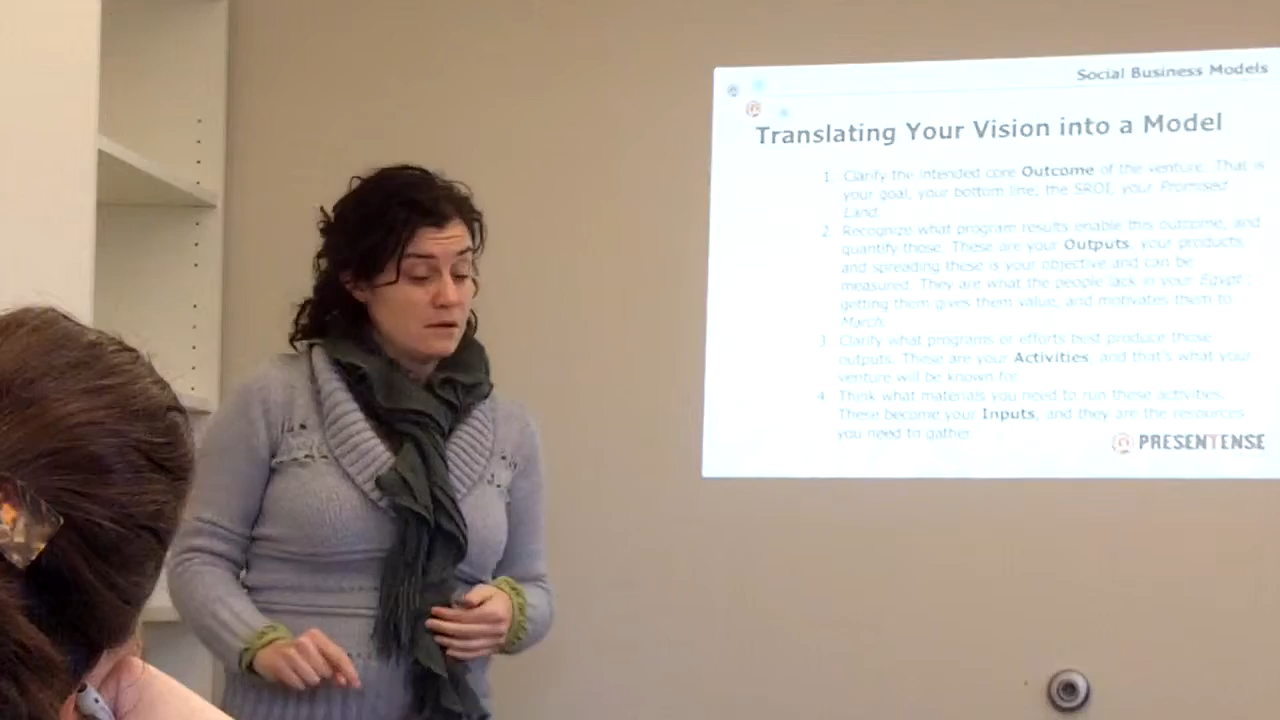 Social Business Models
Translating Your Vision into a Model
1. Clarify the intended core Outcome of the venture. That is
your goal, your bottom line, the SROI, your Promised
Land.
2. Recognize what program results enable this outcome, and
quantify those. These are your Outputs, your products,
and spreading these is your objective and can be
measured. They are what the people lack in your Egypt;
getting them gives them value, and motivates them to
March.
3. Clarify what programs or efforts best produce those
outputs. These are your Activities, and that's what your
venture will be known for.
4. Think what materials you need to run these activities.
These become your Inputs, and they are the resources
you need to gather.
PRESENTENSE